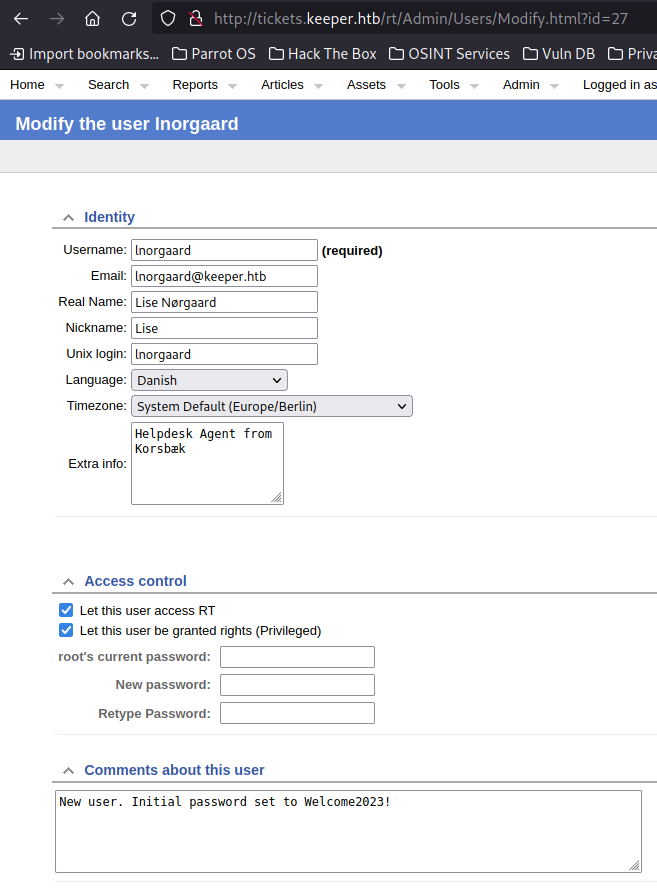 http://tickets.keeper.htb/rt/Admin/Users/Modify.html?id=27
Import bookmarks... Parrot OS Hack The Box OSINT Services Vuln DB Priva
Home Search Reports Articles Assets Tools Admin Logged in as
Modify the user lnorgaard
Identity
Username: lnorgaard (required)
Email: lnorgaard@keeper.htb
Real Name: Lise Nørgaard
Nickname: Lise
Unix login: lnorgaard
Language: Danish
Timezone: System Default (Europe/Berlin)
Extra info: Helpdesk Agent from
Korsbæk
Access control
Let this user access RT
Let this user be granted rights (Privileged)
root's current password:
New password:
Retype Password:
Comments about this user
New user. Initial password set to Welcome2023!